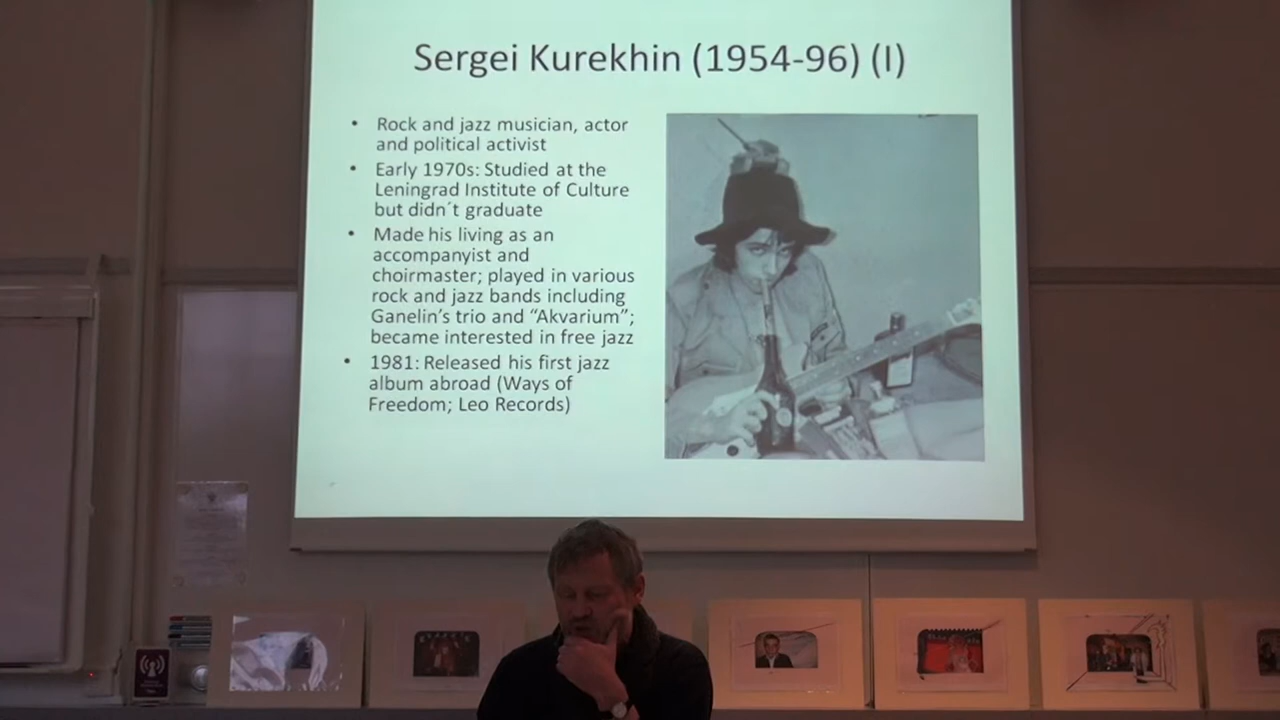 Sergei Kurekhin (1954-96) (I)
• Rock and jazz musician, actor
and political activist
• Early 1970s: Studied at the
Leningrad Institute of Culture
but didn´t graduate
• Made his living as an
accompanyist and
choirmaster; played in various
rock and jazz bands including
Ganelin's trio and “Akvarium”;
became interested in free jazz
• 1981: Released his first jazz
album abroad (Ways of
Freedom; Leo Records)